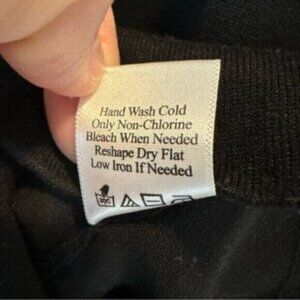 Hand Wash Cold
Only Non-Chlorine
Bleach When Needed
Reshape Dry Flat
Low Iron If Needed